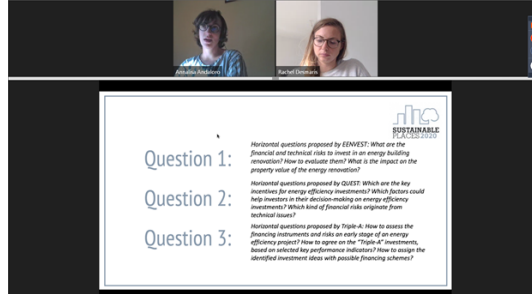 Annalisa Andaloro
Rachel Desmaris
SUSTAINABLE
PLACES 2020
Question 1:
Horizontal questions proposed by EENVEST: What are the
financial and technical risks to invest in an energy building
renovation? How to evaluate them? What is the impact on the
property value of the energy renovation?
Question 2:
Horizontal questions proposed by QUEST: Which are the key
incentives for energy efficiency investments? Which factors could
help investors in their decision-making on energy efficiency
investments? Which kind of financial risks originate from
technical issues?
Question 3:
Horizontal questions proposed by Triple-A: How to assess the
financing instruments and risks on early stage of an energy
efficiency project? How to agree on the "Triple-A" investments,
based on selected key performance indicators? How to assign the
identified investment ideas with possible financing schemes?